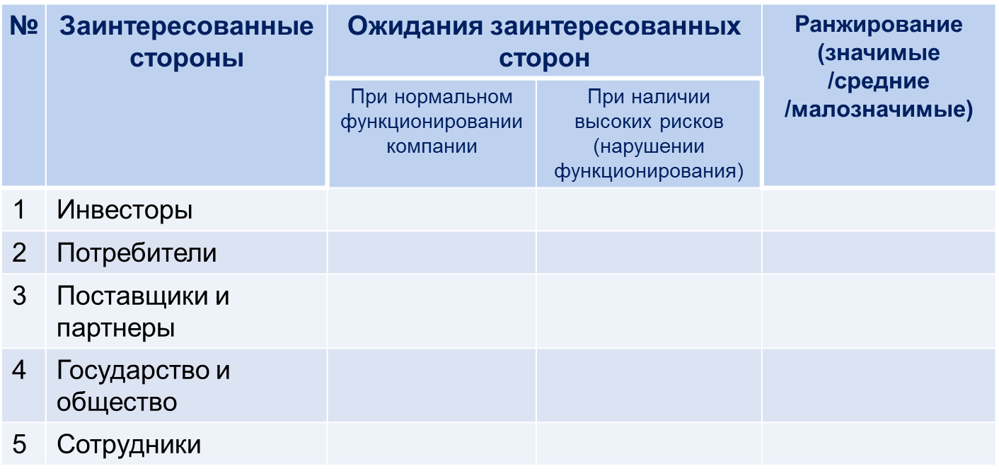 №
Заинтересованные
стороны
Ожидания заинтересованных
сторон
Ранжирование
(значимые
/средние
/малозначимые)
При нормальном
функционировании
компании
При наличии
высоких рисков
(нарушении
функционирования)
1 Инвесторы
2 Потребители
3 Поставщики и
партнеры
4 Государство и
общество
5 Сотрудники